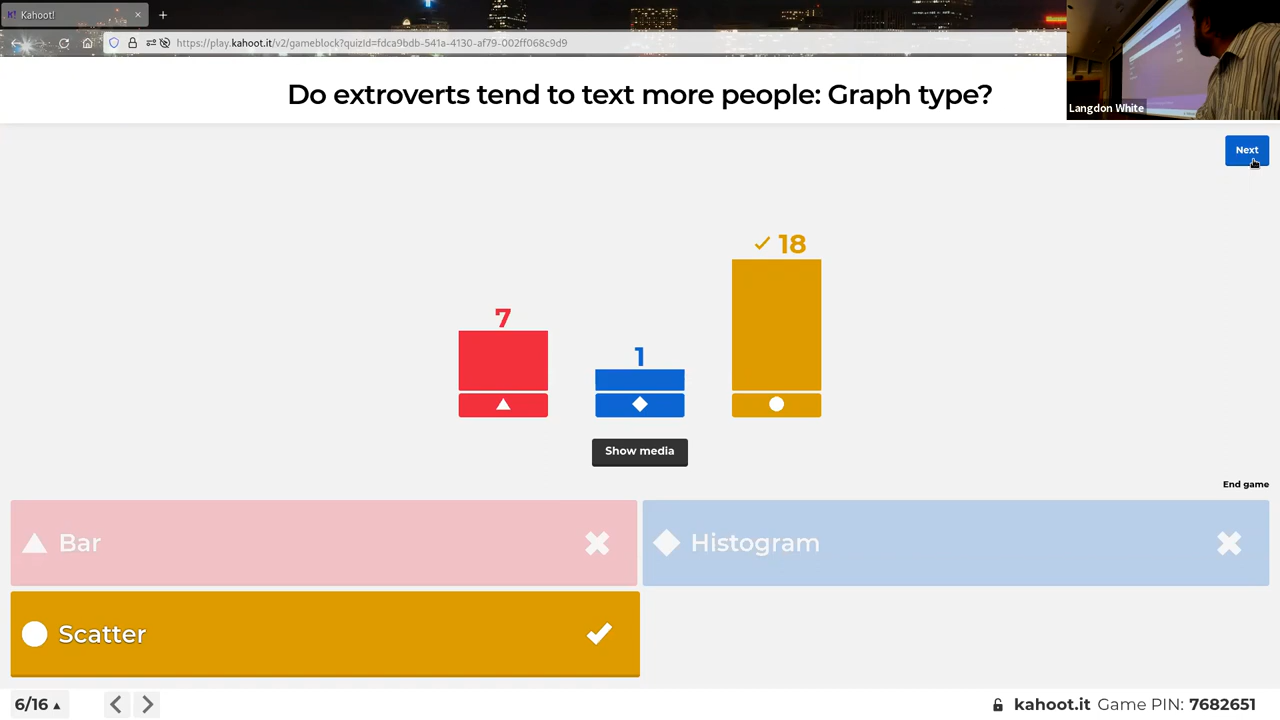 Kahoot!
https://play.kahoot.it/v2/gameblock?quizId=fdca9bdb-541a-4130-af79-002ff068c9d9
Langdon White
Do extroverts tend to text more people: Graph type?
Next
18
7
1
Show media
End game
Bar
Histogram
Scatter
6/16
kahoot.it Game PIN: 7682651